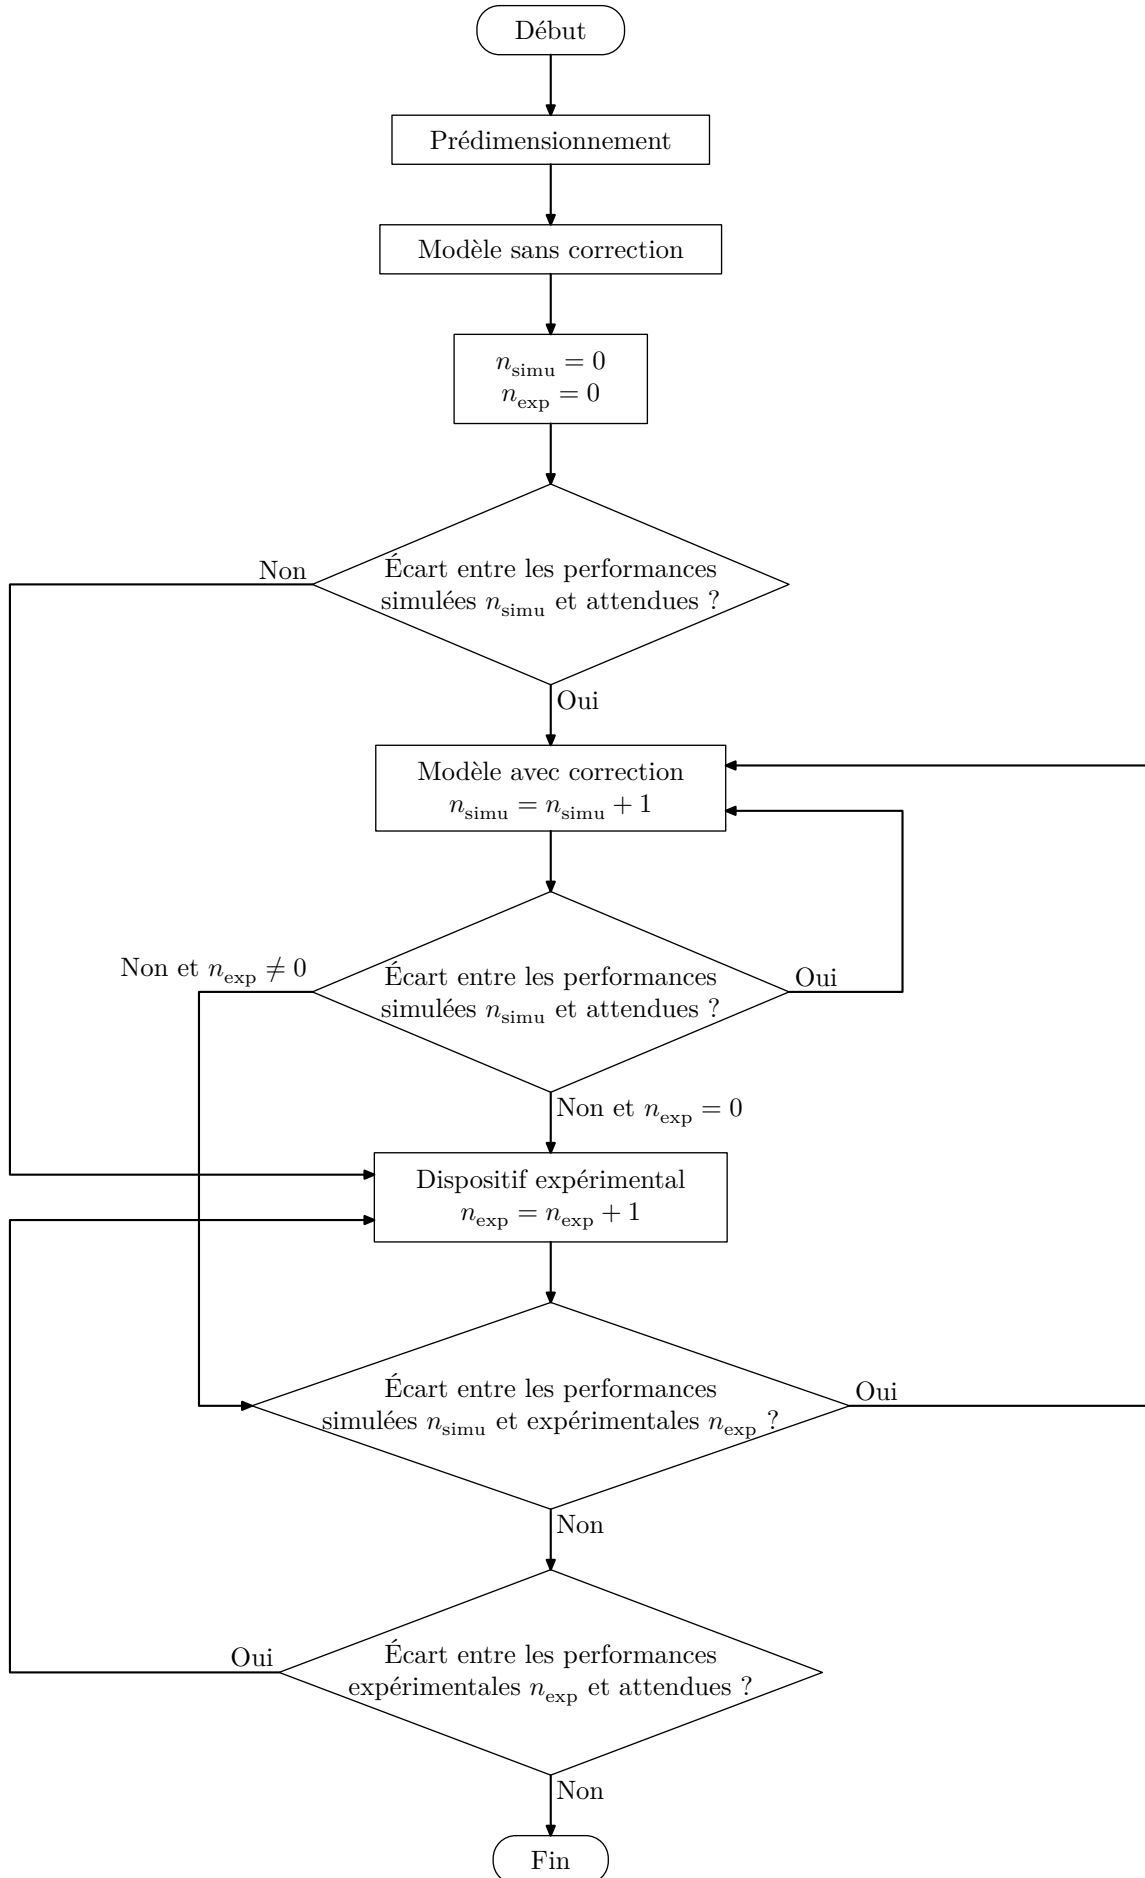 Début
Prédimensionnement
Modèle sans correction
n_simu = 0
n_exp = 0
Écart entre les performances
simulées n_simu et attendues ?
Non
Oui
Modèle avec correction
n_simu = n_simu + 1
Écart entre les performances
simulées n_simu et attendues ?
Non et n_exp ≠ 0
Oui
Non et n_exp = 0
Dispositif expérimental
n_exp = n_exp + 1
Écart entre les performances
simulées n_simu et expérimentales n_exp ?
Oui
Non
Écart entre les performances
expérimentales n_exp et attendues ?
Oui
Non
Fin